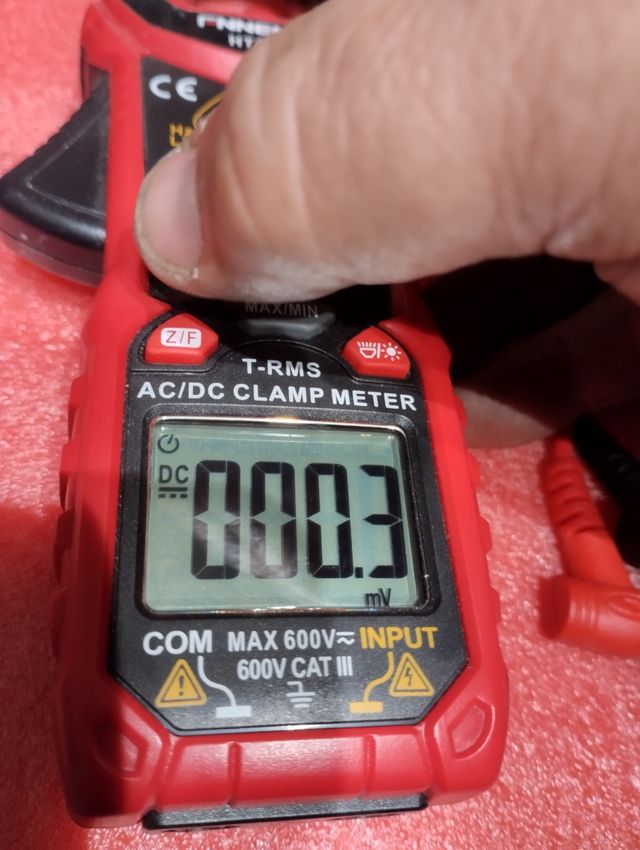 CE
MAX/MIN
Z/F
T-RMS
AC/DC CLAMP METER
DC
000.3
mV
COM MAX 600V≂ INPUT
600V CAT III